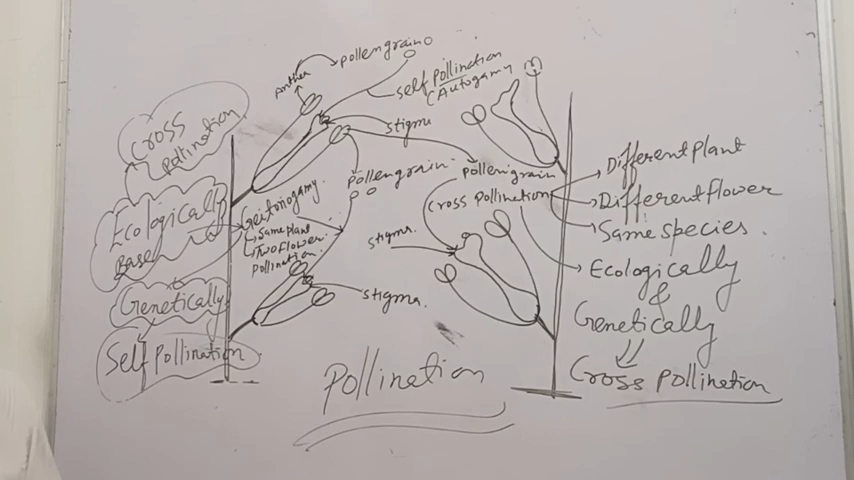 Anther
pollengrain
self pollination
(Autogamy
stigma
Cross
pollination
Ecologically
Base
Geitonogamy.
Same plant
Two flower
pollination.
Genetically
Self Pollination
Pollengrain
stigma.
stigma.
pollengrain
Cross pollination
Different plant
Different flower
Same species.
Ecologically
&
Genetically
Cross pollination
Pollination